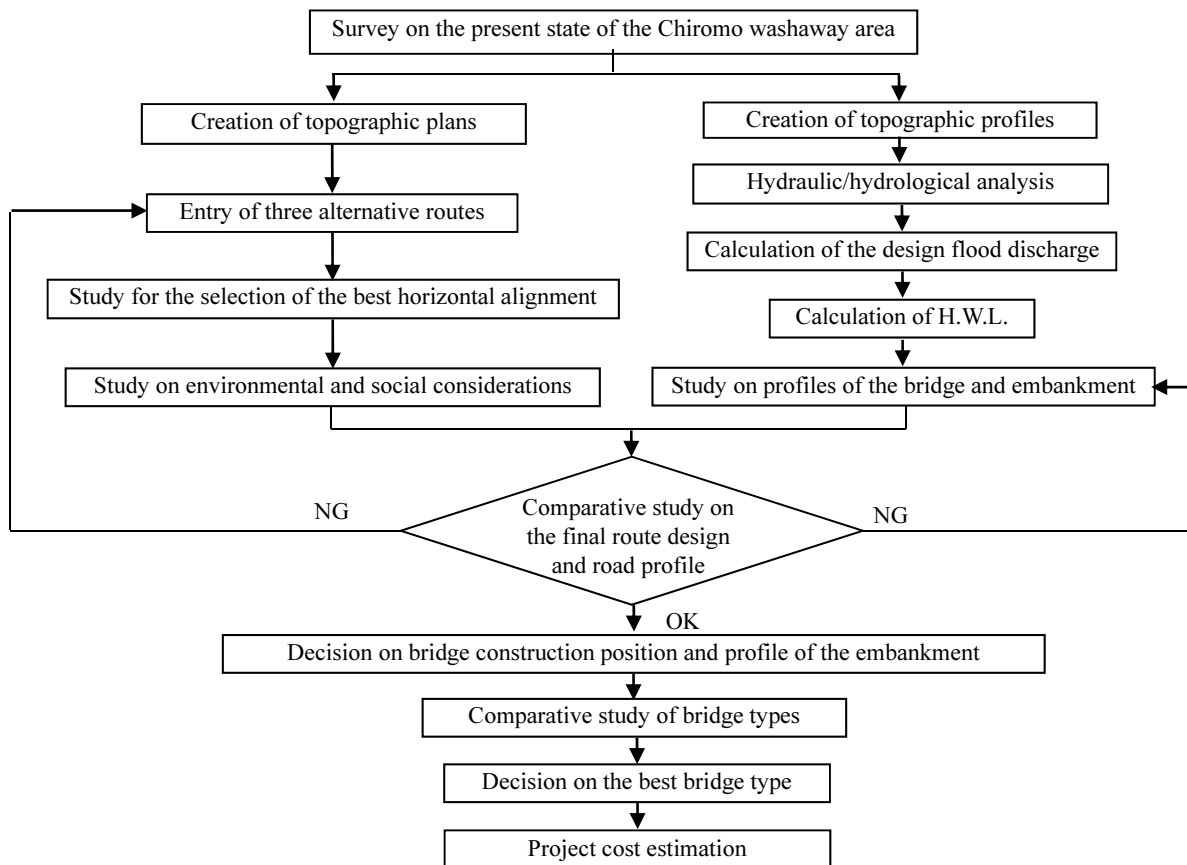 Survey on the present state of the Chiromo washaway area
Creation of topographic plans
Creation of topographic profiles
Hydraulic/hydrological analysis
Entry of three alternative routes
Calculation of the design flood discharge
Study for the selection of the best horizontal alignment
Calculation of H.W.L.
Study on environmental and social considerations
Study on profiles of the bridge and embankment
NG
Comparative study on
the final route design
and road profile
NG
OK
Decision on bridge construction position and profile of the embankment
Comparative study of bridge types
Decision on the best bridge type
Project cost estimation